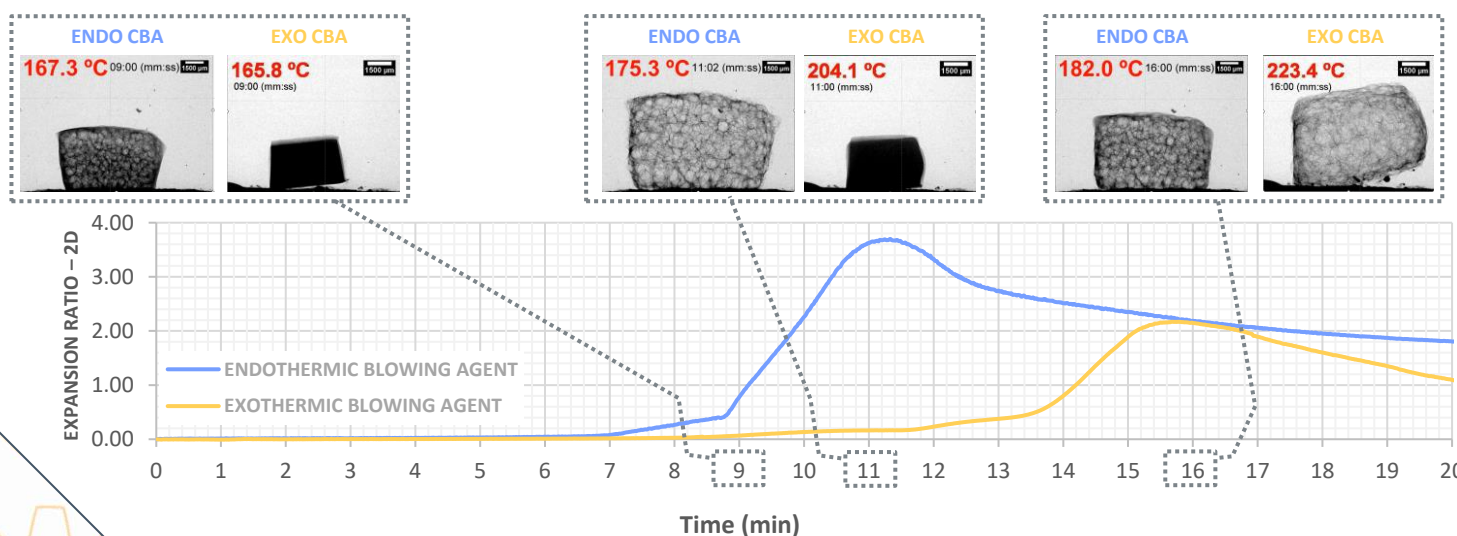 ENDO CBA EXO CBA
167.3 ºC 09:00 (mm:ss) 1500 µm
165.8 ºC 1500 µm
09:00 (mm:ss)
ENDO CBA EXO CBA
175.3 ºC 11:02 (mm:ss) 1500 µm
204.1 ºC 1500 µm
11:00 (mm:ss)
ENDO CBA EXO CBA
182.0 ºC 16:00 (mm:ss) 1500 µm
223.4 ºC 1500 µm
16:00 (mm:ss)
EXPANSION RATIO – 2D
4.00
3.00
2.00
1.00
0.00
ENDOTHERMIC BLOWING AGENT
EXOTHERMIC BLOWING AGENT
0 1 2 3 4 5 6 7 8 9 10 11 12 13 14 15 16 17 18 19 20
Time (min)